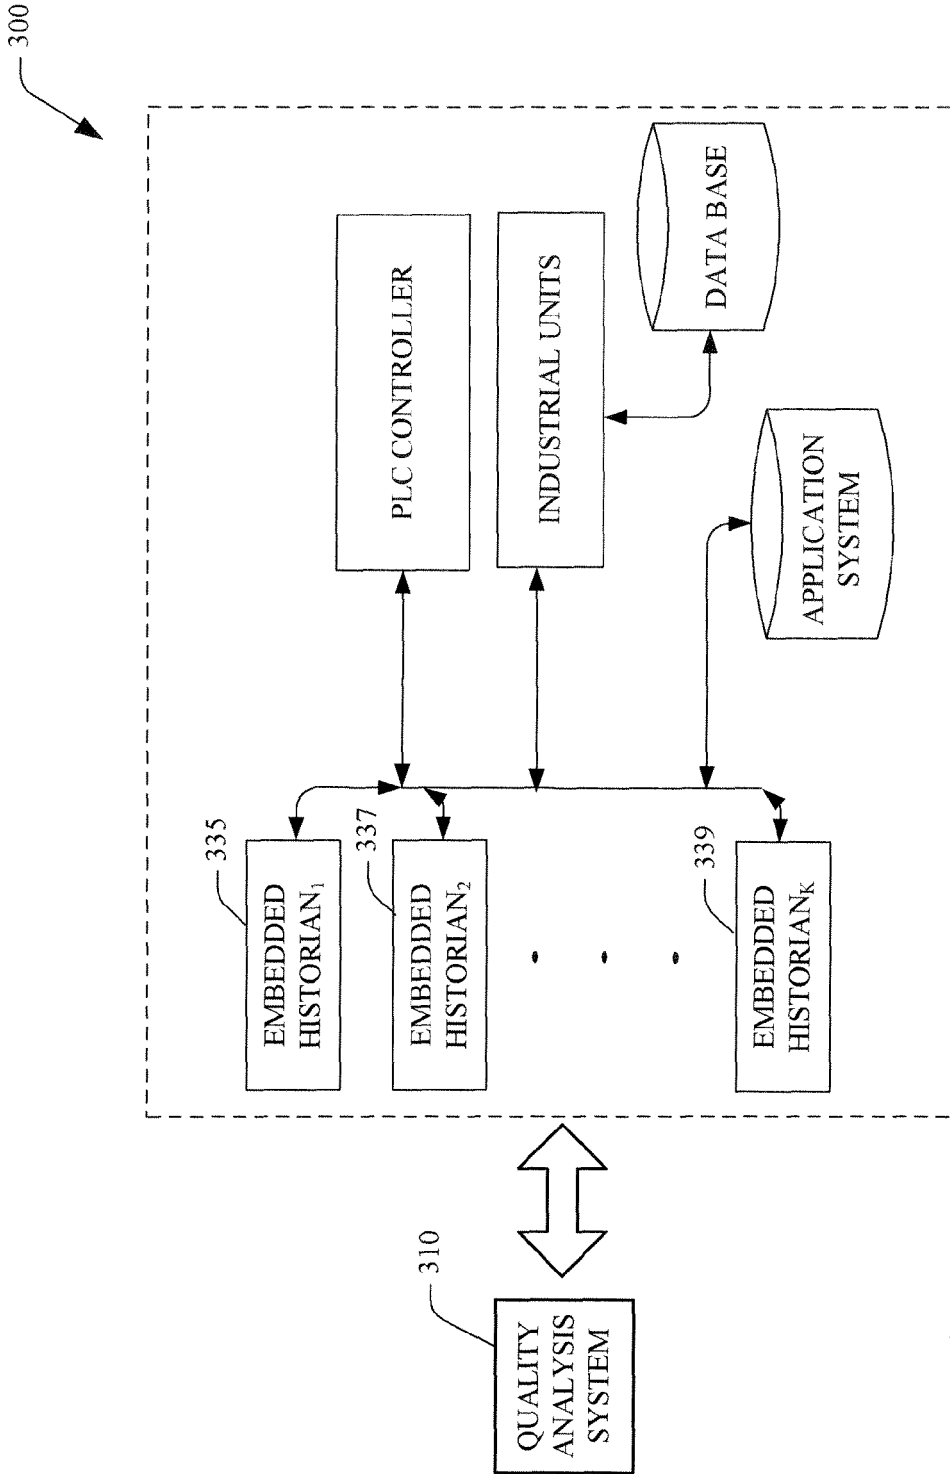 300
PLC CONTROLLER
INDUSTRIAL UNITS
DATA BASE
APPLICATION
SYSTEM
335
EMBEDDED
HISTORIAN₁
337
EMBEDDED
HISTORIAN₂
339
EMBEDDED
HISTORIANₖ
310
QUALITY
ANALYSIS
SYSTEM